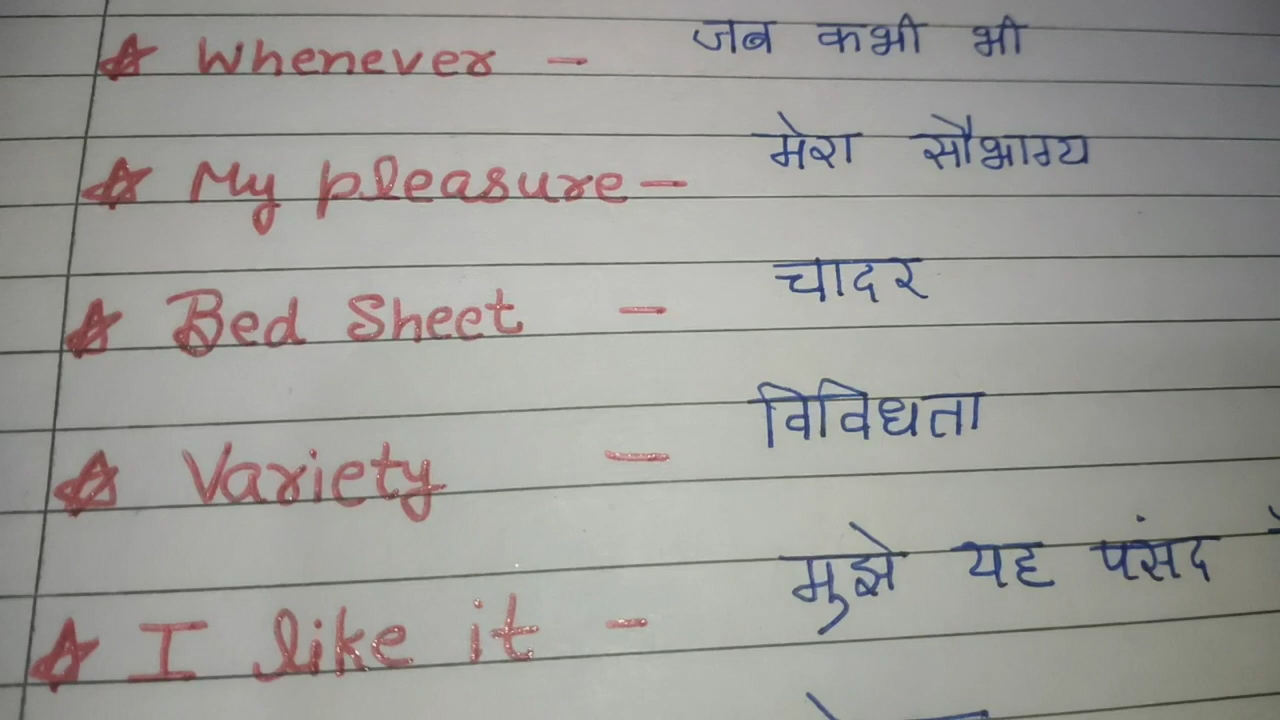 ☆ Whenever - जब कभी भी
☆ My pleasure - मेरा सौभाग्य
☆ Bed Sheet - चादर
☆ Variety - विविधता
☆ I like it - मुझे यह पसंद